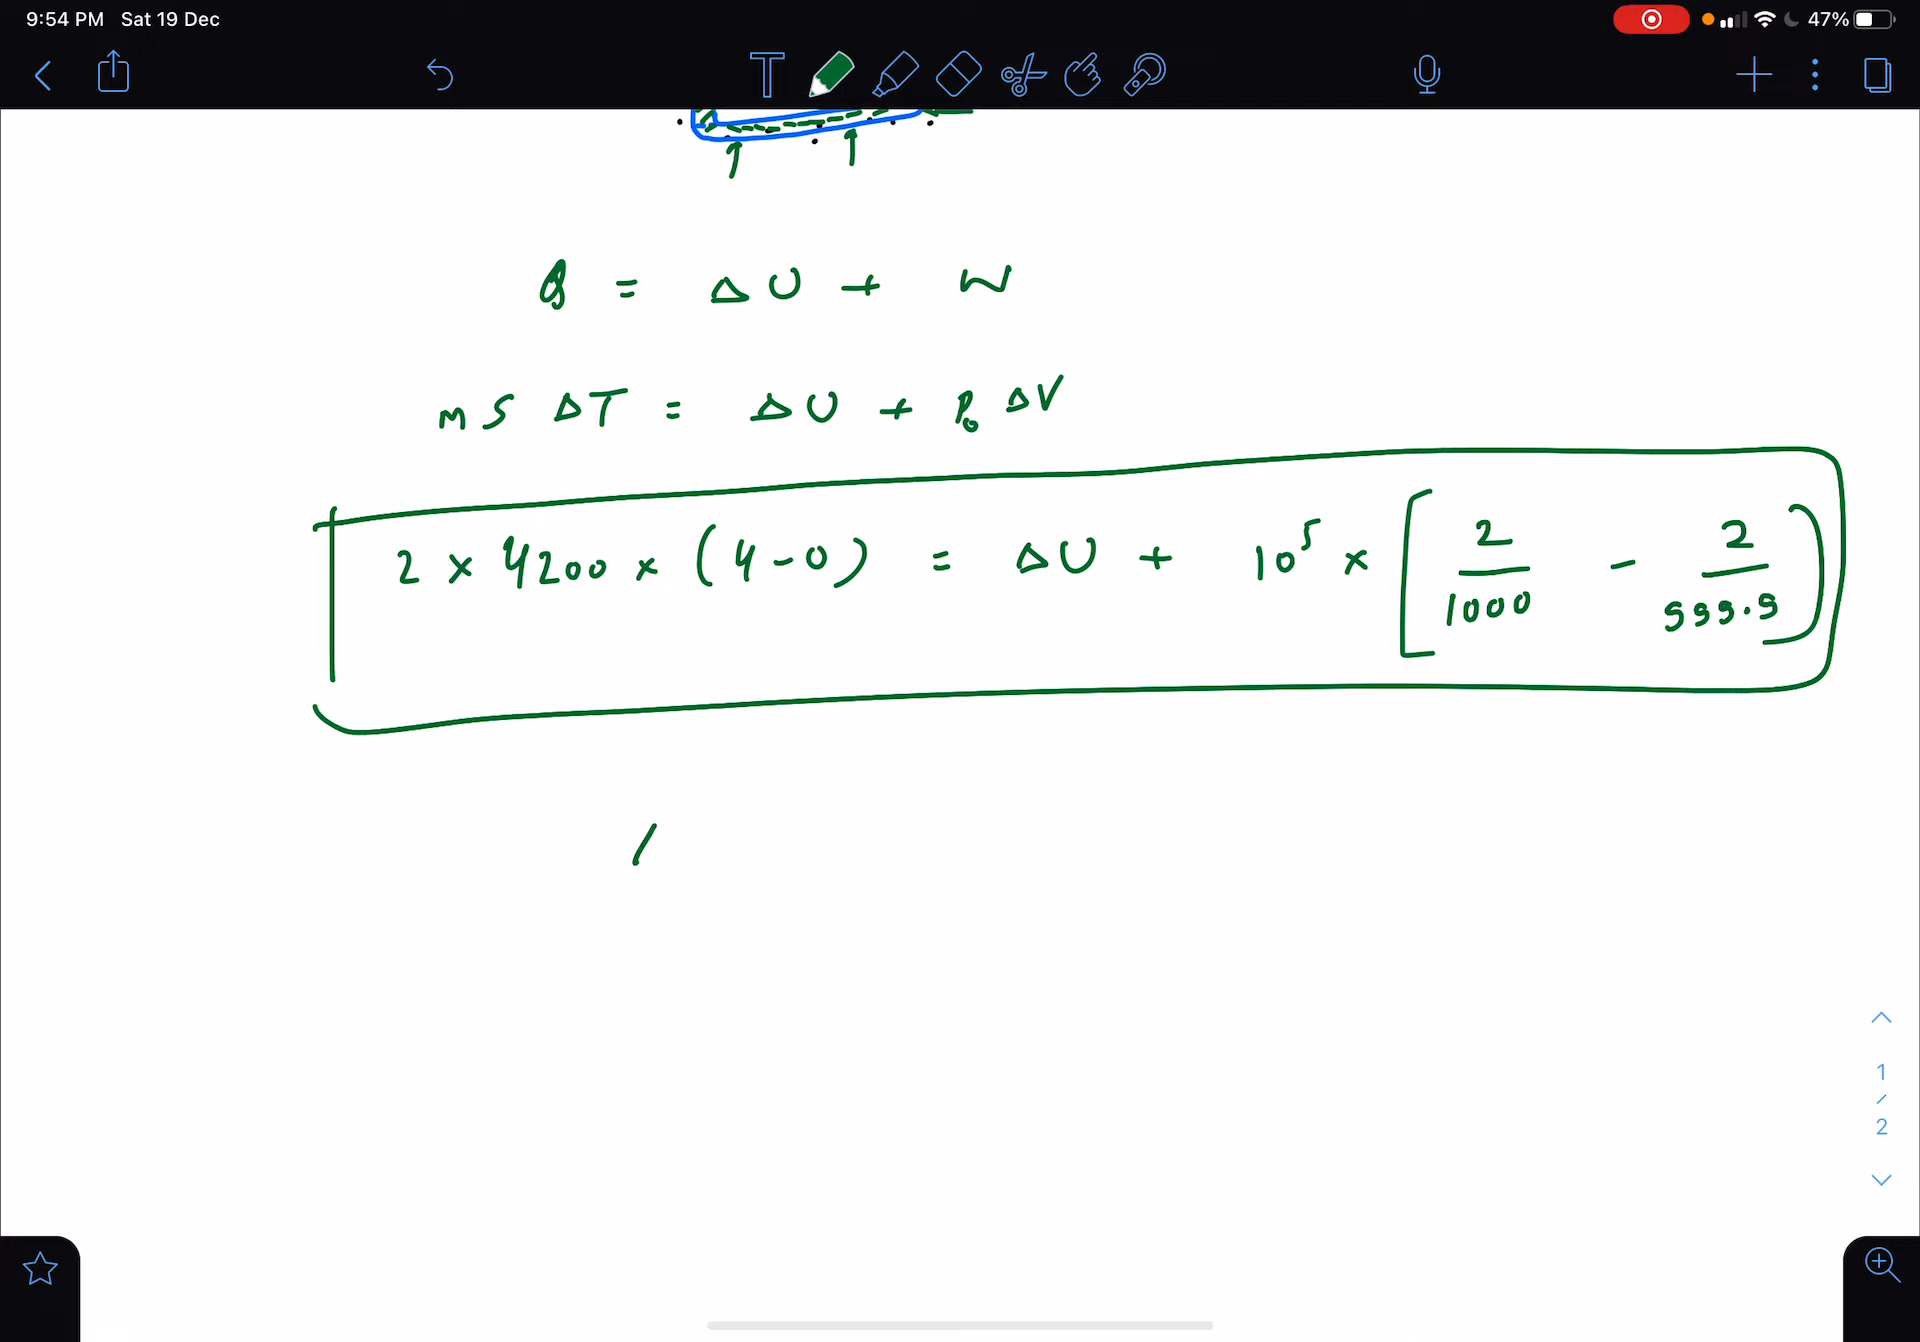 9:54 PM Sat 19 Dec
47%
T
Q = ΔU + W
m S ΔT = ΔU + P₀ ΔV
2 × 4200 × (4-0) = ΔU + 10⁵ × [2/1000 - 2/999.9]
1
/
2